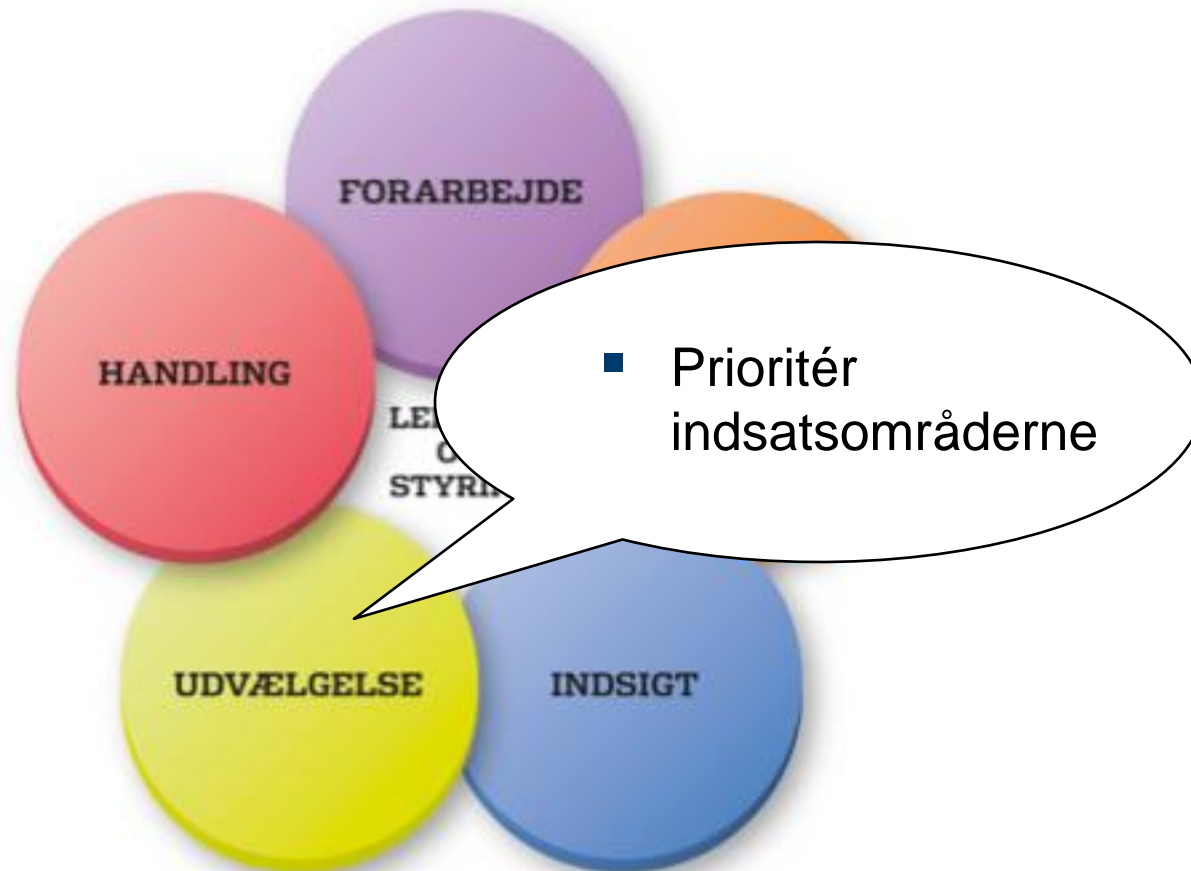 FORARBEJDE
HANDLING
Prioritér
indsatsområderne
UDVÆLGELSE
INDSIGT